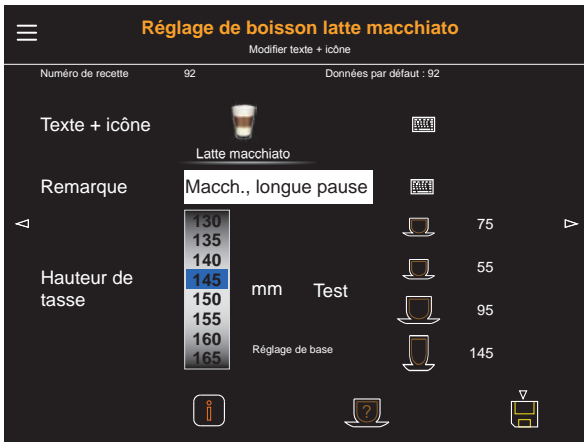 Réglage de boisson latte macchiato
Modifier texte + icône
Numéro de recette 92 Données par défaut : 92
Texte + icône
Latte macchiato
Remarque Macch., longue pause
130
135
140
145
150
155
160
165
Hauteur de
tasse
mm Test
Réglage de base
75
55
95
145
i
?